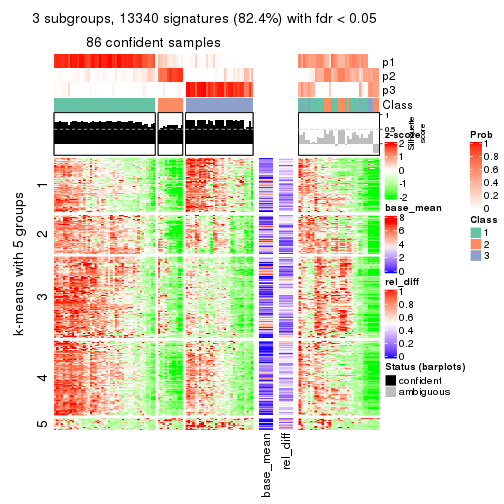 3 subgroups, 13340 signatures (82.4%) with fdr < 0.05
86 confident samples
p1
p2
p3
Class
1
0.5
0
Silhouette
score
k-means with 5 groups
1
2
3
4
5
base_mean
rel_diff
z-score
2
1
0
-1
-2
base_mean
8
6
4
2
0
rel_diff
1
0.8
0.6
0.4
0.2
0
Status (barplots)
confident
ambiguous
Prob
1
0.8
0.6
0.4
0.2
0
Class
1
2
3